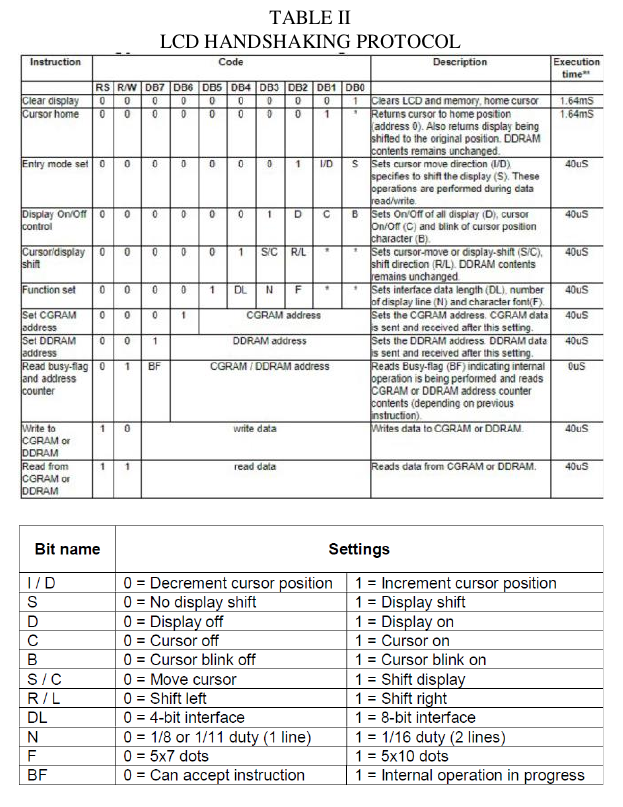 TABLE II
LCD HANDSHAKING PROTOCOL
Instruction Code Description Execution
time**
RS R/W DB7 DB6 DB5 DB4 DB3 DB2 DB1 DB0
Clear display 0 0 0 0 0 0 0 0 0 1 Clears LCD and memory, home cursor 1.64mS
Cursor home 0 0 0 0 0 0 0 0 1 * Returns cursor to home position 1.64mS
(address 0). Also returns display being
shifted to the original position. DDRAM
contents remains unchanged.
Entry mode set 0 0 0 0 0 0 0 1 I/D S Sets cursor move direction (I/D), 40uS
specifies to shift the display (S). These
operations are performed during data
read/write.
Display On/Off 0 0 0 0 0 0 1 D C B Sets On/Off of all display (D), cursor 40uS
control On/Off (C) and blink of cursor position
character (B).
Cursor/display 0 0 0 0 0 1 S/C R/L * * Sets cursor-move or display-shift (S/C), 40uS
shift shift direction (R/L). DDRAM contents
remains unchanged.
Function set 0 0 0 0 1 DL N F * * Sets interface data length (DL), number 40uS
of display line (N) and character font(F).
Set CGRAM 0 0 0 1 CGRAM address Sets the CGRAM address. CGRAM data 40uS
address is sent and received after this setting.
Set DDRAM 0 0 1 DDRAM address Sets the DDRAM address. DDRAM data 40uS
address is sent and received after this setting.
Read busy-flag 0 1 BF CGRAM / DDRAM address Reads Busy-flag (BF) indicating internal 0uS
and address operation is being performed and reads
counter CGRAM or DDRAM address counter
contents (depending on previous
instruction).
Write to 1 0 write data Writes data to CGRAM or DDRAM. 40uS
CGRAM or
DDRAM
Read from 1 1 read data Reads data from CGRAM or DDRAM. 40uS
CGRAM or
DDRAM
Bit name Settings
I / D 0 = Decrement cursor position 1 = Increment cursor position
S 0 = No display shift 1 = Display shift
D 0 = Display off 1 = Display on
C 0 = Cursor off 1 = Cursor on
B 0 = Cursor blink off 1 = Cursor blink on
S / C 0 = Move cursor 1 = Shift display
R / L 0 = Shift left 1 = Shift right
DL 0 = 4-bit interface 1 = 8-bit interface
N 0 = 1/8 or 1/11 duty (1 line) 1 = 1/16 duty (2 lines)
F 0 = 5x7 dots 1 = 5x10 dots
BF 0 = Can accept instruction 1 = Internal operation in progress